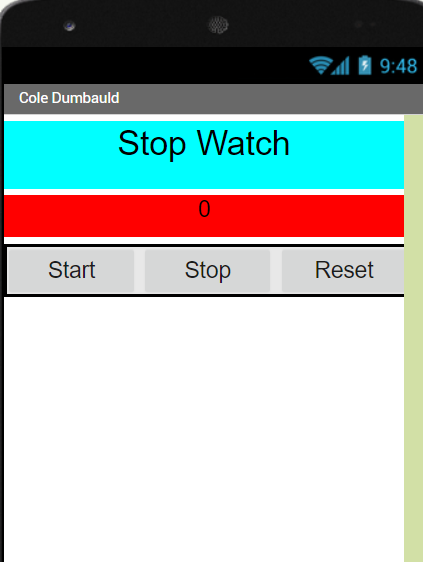 9:48
Cole Dumbauld
Stop Watch
0
Start Stop Reset